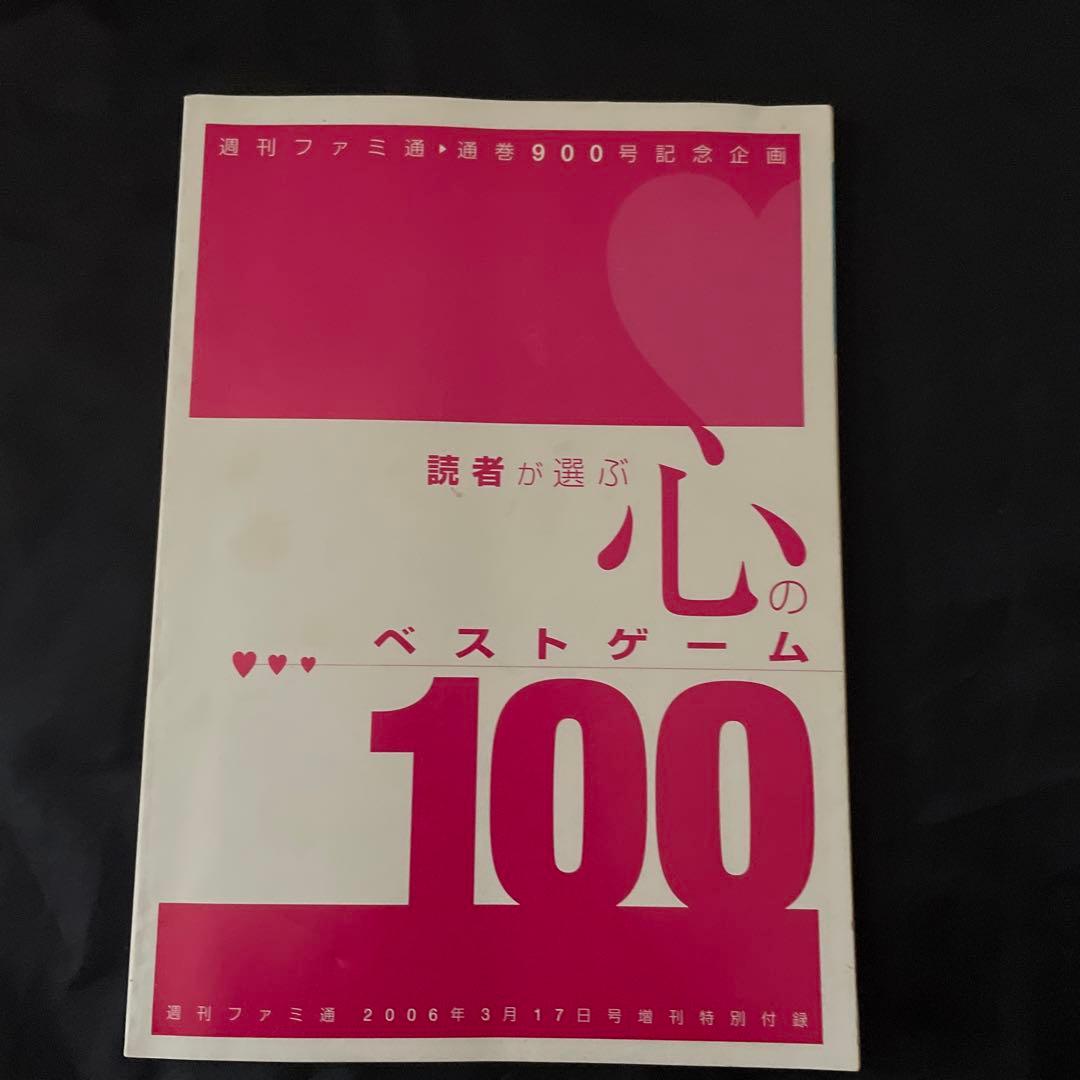 週刊ファミ通▶通巻900号記念企画
読者が選ぶ
心の
ベストゲーム
100
週刊ファミ通 2006年3月17日号増刊特別付録